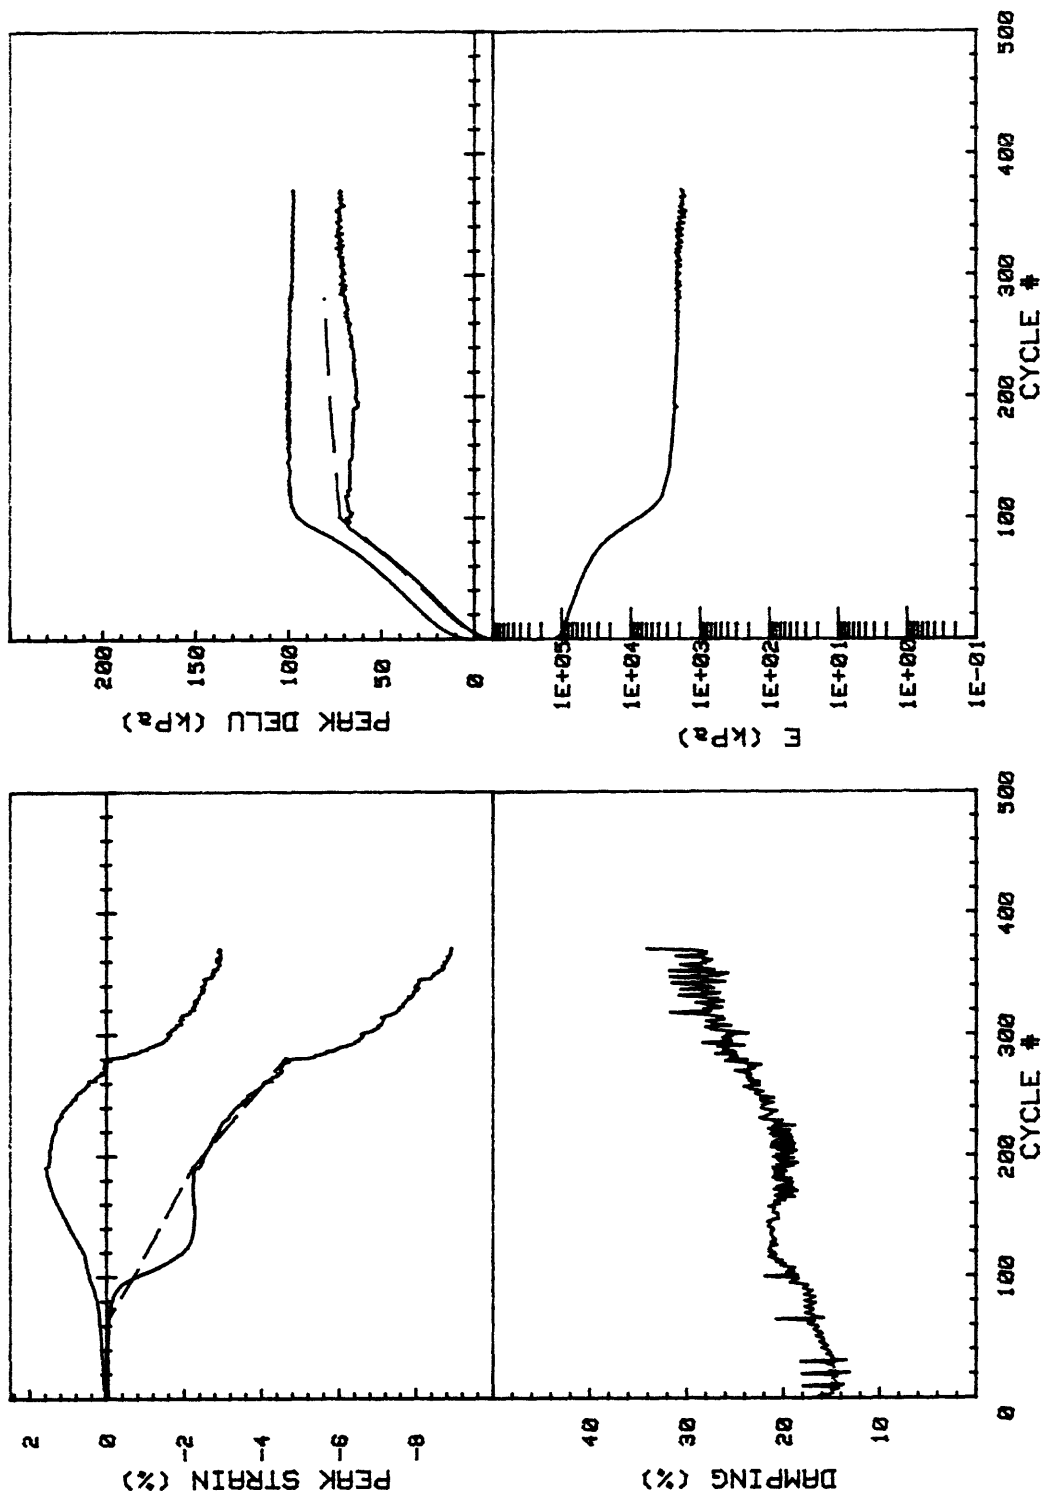 PEAK STRAIN (%)
2
0
-2
-4
-6
-8
DAMPING (%)
40
30
20
10
0
100
200
300
400
500
CYCLE #
PEAK DELU (kPa)
200
150
100
50
0
E (kPa)
1E+05
1E+04
1E+03
1E+02
1E+01
1E+00
1E-01
100
200
300
400
500
CYCLE #